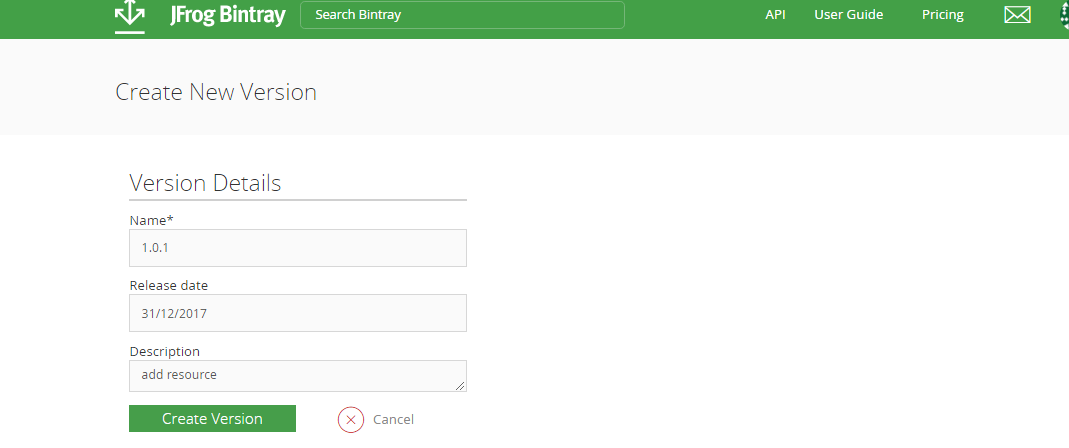 JFrog Bintray Search Bintray API User Guide Pricing
Create New Version
Version Details
Name*
1.0.1
Release date
31/12/2017
Description
add resource
Create Version Cancel